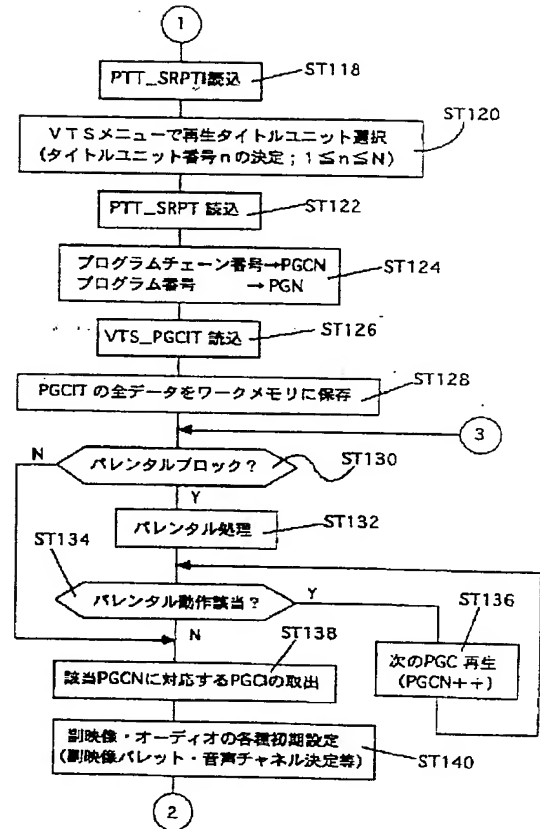 1
PTT_SRPTI読込
ST118
VTSメニューで再生タイトルユニット選択
(タイトルユニット番号nの決定;1≦n≦N)
ST120
PTT_SRPT 読込
ST122
プログラムチェーン番号→PGCN
プログラム番号 →PGN
ST124
VTS_PGCIT 読込
ST126
PGCIT の全データをワークメモリに保存
ST128
3
N
パレンタルブロック?
ST130
Y
パレンタル処理
ST132
ST134
パレンタル動作該当?
Y
N
ST136
次のPGC 再生
(PGCN++)
ST138
該当PGCNに対応するPGCIの取出
副映像・オーディオの各種初期設定
(副映像パレット・音声チャネル決定等)
ST140
2